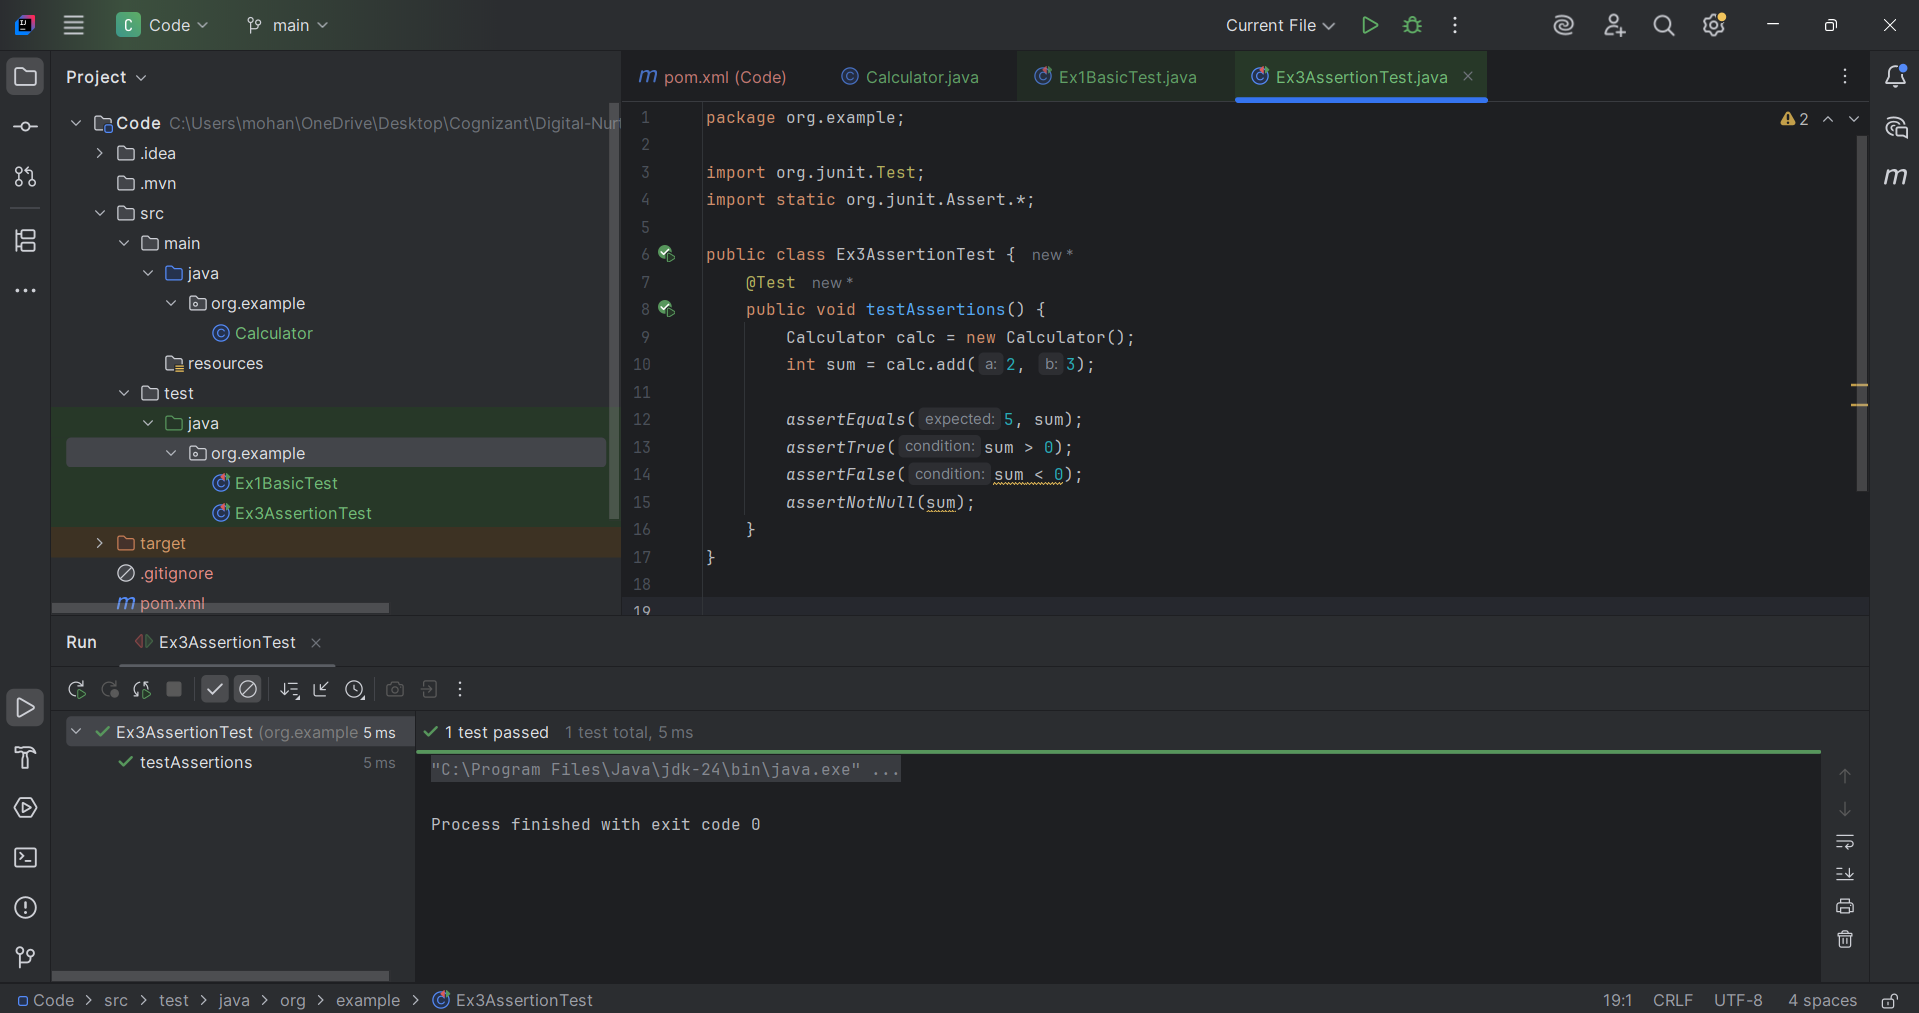 C Code main Current File
Project
Code C:\Users\mohan\OneDrive\Desktop\Cognizant\Digital-Nur
.idea
.mvn
src
main
java
org.example
Calculator
resources
test
java
org.example
Ex1BasicTest
Ex3AssertionTest
target
.gitignore
m pom.xml
m pom.xml (Code) Calculator.java Ex1BasicTest.java Ex3AssertionTest.java
2
1 package org.example;
2
3 import org.junit.Test;
4 import static org.junit.Assert.*;
5
6 public class Ex3AssertionTest { new *
7 @Test new *
8 public void testAssertions() {
9 Calculator calc = new Calculator();
10 int sum = calc.add( a: 2, b: 3);
11
12 assertEquals( expected: 5, sum);
13 assertTrue( condition: sum > 0);
14 assertFalse( condition: sum < 0);
15 assertNotNull(sum);
16 }
17 }
18
19
m
Run Ex3AssertionTest
Ex3AssertionTest (org.example 5 ms
testAssertions 5 ms
1 test passed 1 test total, 5 ms
"C:\Program Files\Java\jdk-24\bin\java.exe" ...
Process finished with exit code 0
Code > src > test > java > org > example > Ex3AssertionTest
19:1 CRLF UTF-8 4 spaces